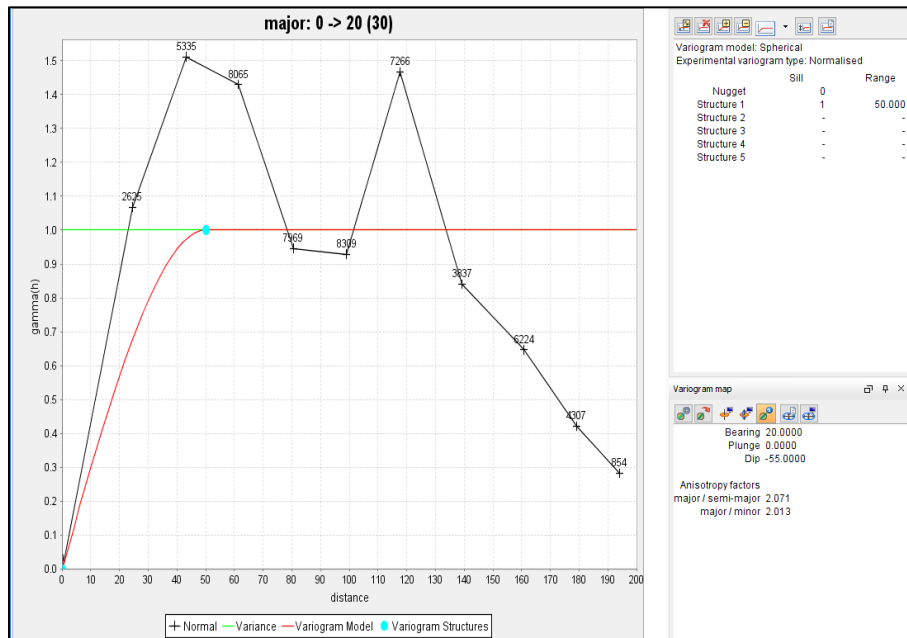 major: 0 -> 20 (30)
gamma(h)
1.5
1.4
1.3
1.2
1.1
1.0
0.9
0.8
0.7
0.6
0.5
0.4
0.3
0.2
0.1
0.0
2625
5335
8065
7969
8309
7266
3837
6224
4307
854
0 10 20 30 40 50 60 70 80 90 100 110 120 130 140 150 160 170 180 190 200
distance
Normal Variance Variogram Model Variogram Structures
Variogram model: Spherical
Experimental variogram type: Normalised
Sill Range
Nugget 0
Structure 1 1 50.000
Structure 2 - -
Structure 3 - -
Structure 4 - -
Structure 5 - -
Variogram map
Bearing 20.0000
Plunge 0.0000
Dip -55.0000
Anisotropy factors
major / semi-major 2.071
major / minor 2.013